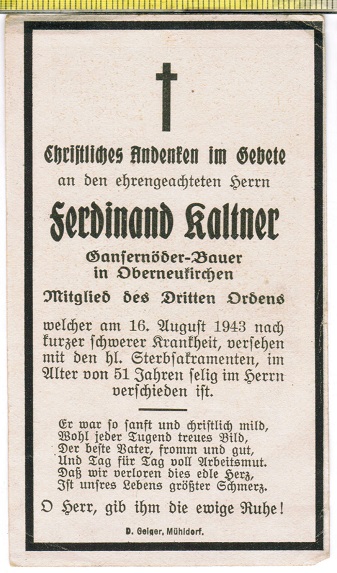 Christliches Andenken im Gebete
an den ehrengeachteten Herrn
Ferdinand Kaltner
Gansernöder-Bauer
in Oberneukirchen
Mitglied des Dritten Ordens
welcher am 16. August 1943 nach
kurzer schwerer Krankheit, versehen
mit den hl. Sterbsakramenten, im
Alter von 51 Jahren selig im Herrn
verschieden ist.
Er war so sanft und christlich mild,
Wohl jeder Tugend treues Bild,
Der beste Vater, fromm und gut,
Und Tag für Tag voll Arbeitsmut.
Daß wir verloren dies edle Herz,
Ist unsres Lebens größter Schmerz.
O Herr, gib ihm die ewige Ruhe!
D. Geiger, Mühldorf.